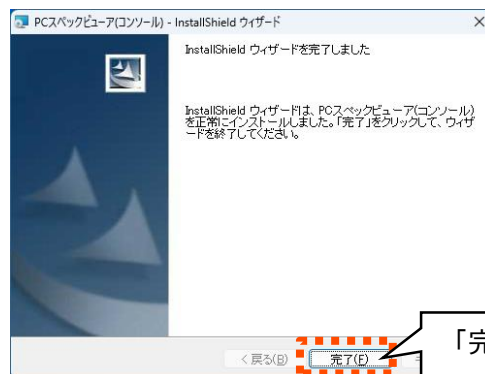 PCスペックビューア(コンソール) - InstallShield ウィザード
InstallShield ウィザードを完了しました
InstallShield ウィザードは、PCスペックビューア(コンソール)
を正常にインストールしました。「完了」をクリックして、ウィザ
ードを終了してください。
< 戻る(B)
完了(F)
「完